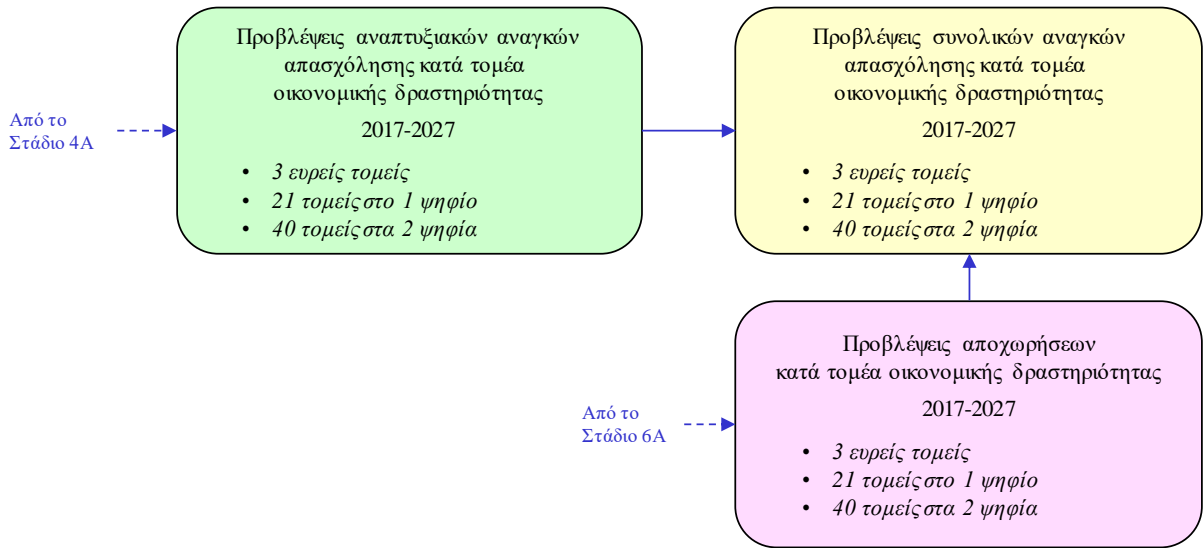 Προβλέψεις αναπτυξιακών αναγκών
απασχόλησης κατά τομέα
οικονομικής δραστηριότητας
2017-2027
• 3 ευρείς τομείς
• 21 τομείς στο 1 ψηφίο
• 40 τομείς στα 2 ψηφία
Από το
Στάδιο 4Α
Προβλέψεις συνολικών αναγκών
απασχόλησης κατά τομέα
οικονομικής δραστηριότητας
2017-2027
• 3 ευρείς τομείς
• 21 τομείς στο 1 ψηφίο
• 40 τομείς στα 2 ψηφία
Προβλέψεις αποχωρήσεων
κατά τομέα οικονομικής δραστηριότητας
2017-2027
• 3 ευρείς τομείς
• 21 τομείς στο 1 ψηφίο
• 40 τομείς στα 2 ψηφία
Από το
Στάδιο 6Α